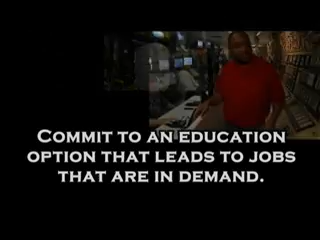 Commit to an education
option that leads to jobs
that are in demand.